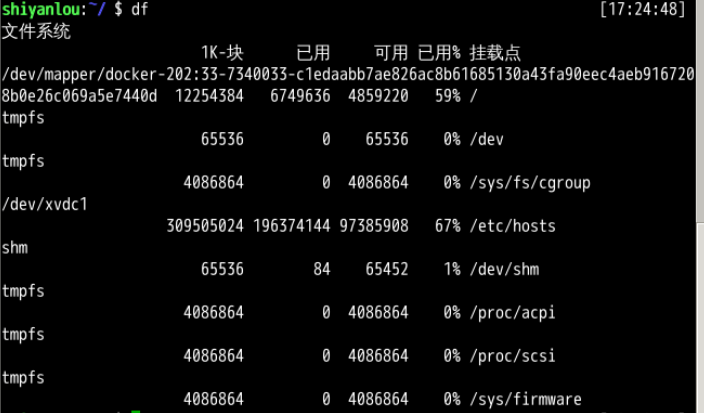 shiyanlou:~/ $ df [17:24:48]
文件系统
1K-块 已用 可用 已用% 挂载点
/dev/mapper/docker-202:33-7340033-c1edaabb7ae826ac8b61685130a43fa90eec4aeb916720
8b0e26c069a5e7440d 12254384 6749636 4859220 59% /
tmpfs
65536 0 65536 0% /dev
tmpfs
4086864 0 4086864 0% /sys/fs/cgroup
/dev/xvdc1
309505024 196374144 97385908 67% /etc/hosts
shm
65536 84 65452 1% /dev/shm
tmpfs
4086864 0 4086864 0% /proc/acpi
tmpfs
4086864 0 4086864 0% /proc/scsi
tmpfs
4086864 0 4086864 0% /sys/firmware